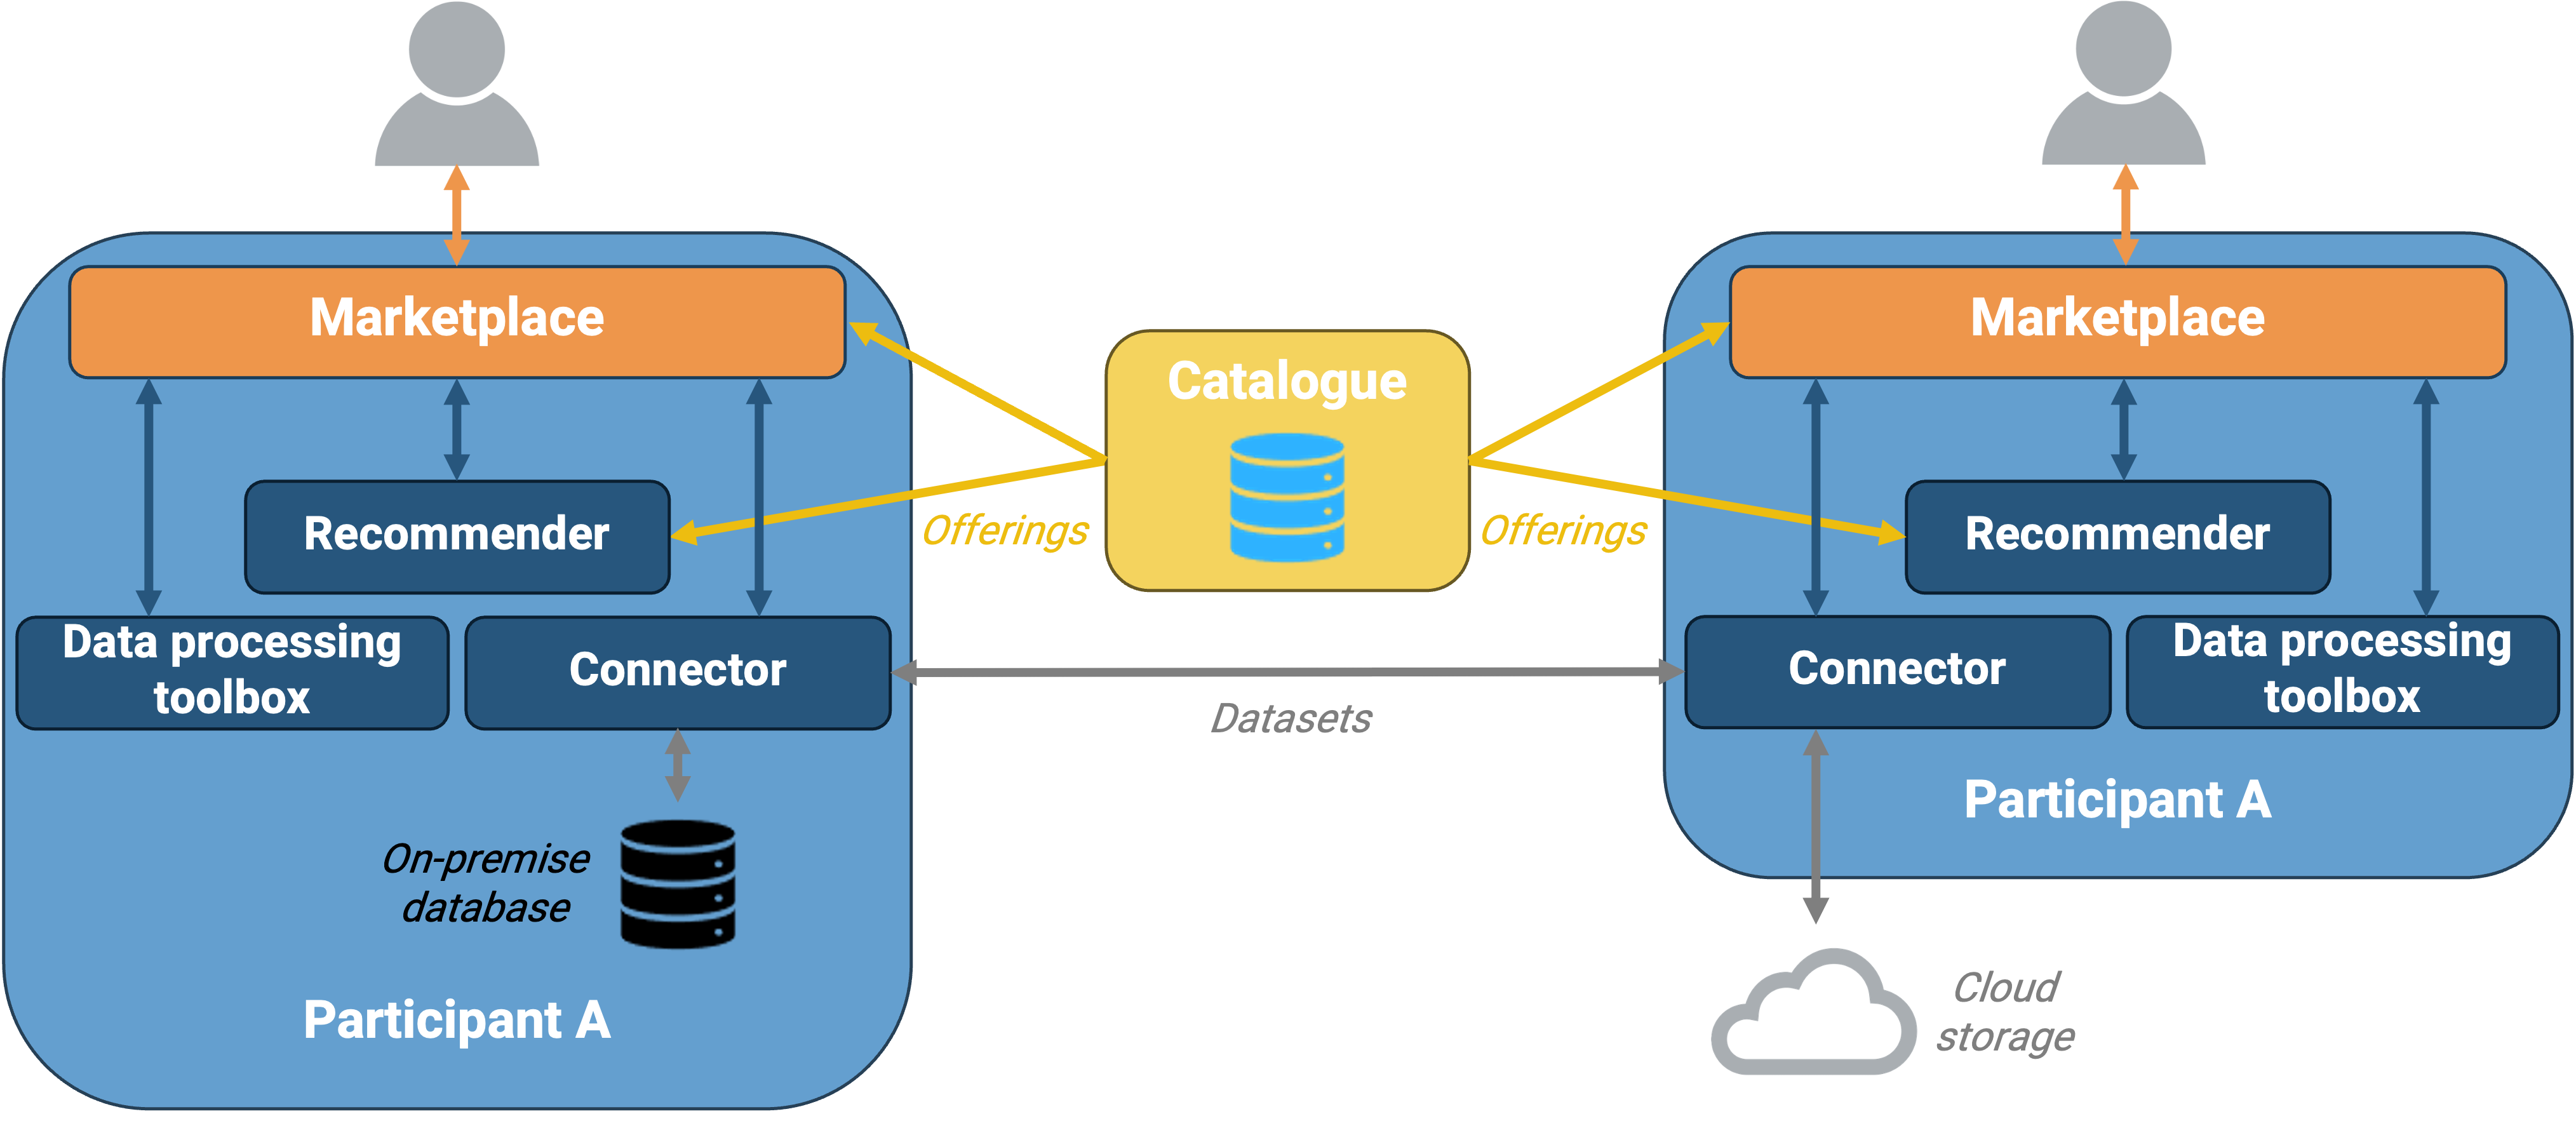 Marketplace
Recommender
Data processing
toolbox
Connector
On-premise
database
Participant A
Catalogue
Offerings
Offerings
Datasets
Marketplace
Recommender
Connector
Data processing
toolbox
Participant A
Cloud
storage